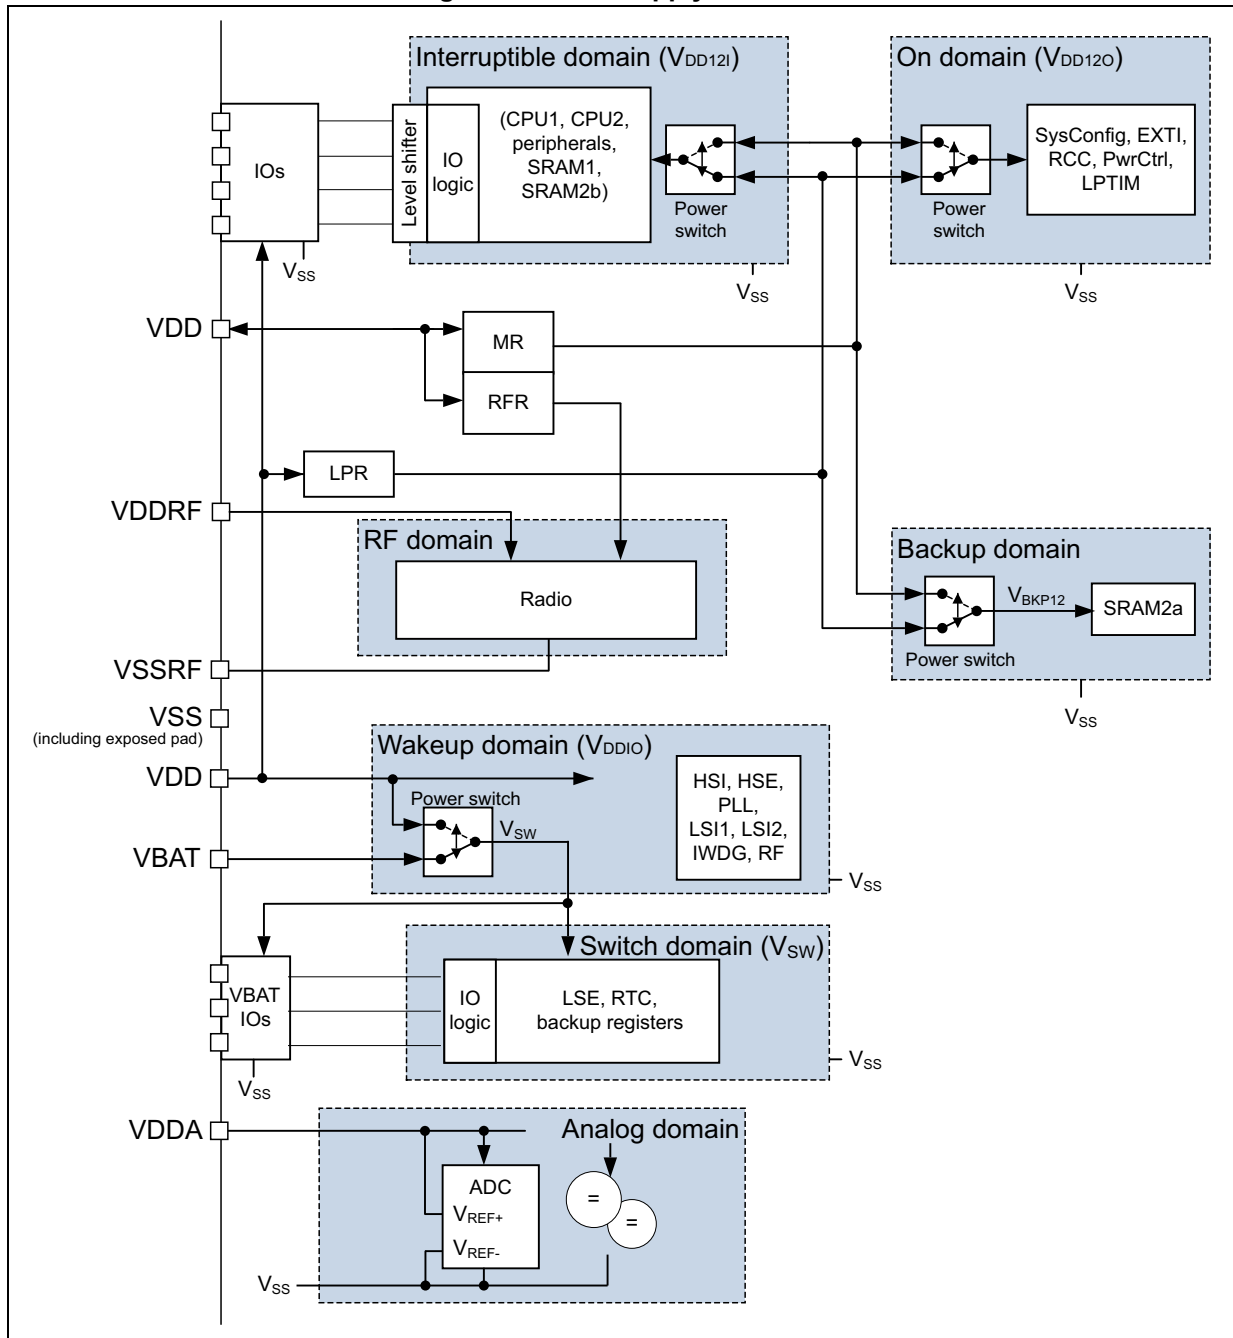 Interruptible domain (VDD12I)
On domain (VDD12O)
IOs
Level shifter
IO
logic
(CPU1, CPU2,
peripherals,
SRAM1,
SRAM2b)
Power
switch
Power
switch
SysConfig, EXTI,
RCC, PwrCtrl,
LPTIM
VSS
VSS
VSS
VDD
MR
RFR
LPR
VDDRF
RF domain
Radio
Backup domain
VBKP12
SRAM2a
Power switch
VSS
VSSRF
VSS
(including exposed pad)
VDD
Wakeup domain (VDDIO)
Power switch
VSW
HSI, HSE,
PLL,
LSI1, LSI2,
IWDG, RF
VBAT
VSS
Switch domain (VSW)
VBAT
IOs
IO
logic
LSE, RTC,
backup registers
VSS
VSS
VDDA
Analog domain
ADC
VREF+
VREF-
=
=
VSS